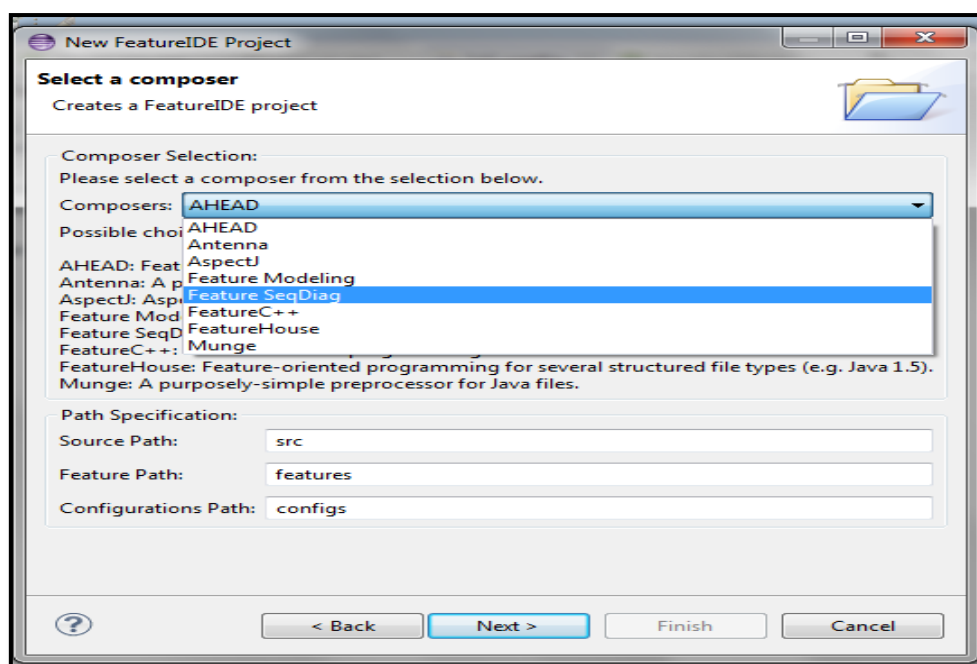 New FeatureIDE Project
Select a composer
Creates a FeatureIDE project
Composer Selection:
Please select a composer from the selection below.
Composers: AHEAD
Possible choi
AHEAD
Antenna
AspectJ
Feature Modeling
Feature SeqDiag
FeatureC++
FeatureHouse
Munge
AHEAD: Feat
Antenna: A p
AspectJ: Asp
Feature Mod
Feature SeqD
FeatureC++:
FeatureHouse: Feature-oriented programming for several structured file types (e.g. Java 1.5).
Munge: A purposely-simple preprocessor for Java files.
Path Specification:
Source Path: src
Feature Path: features
Configurations Path: configs
? < Back Next > Finish Cancel